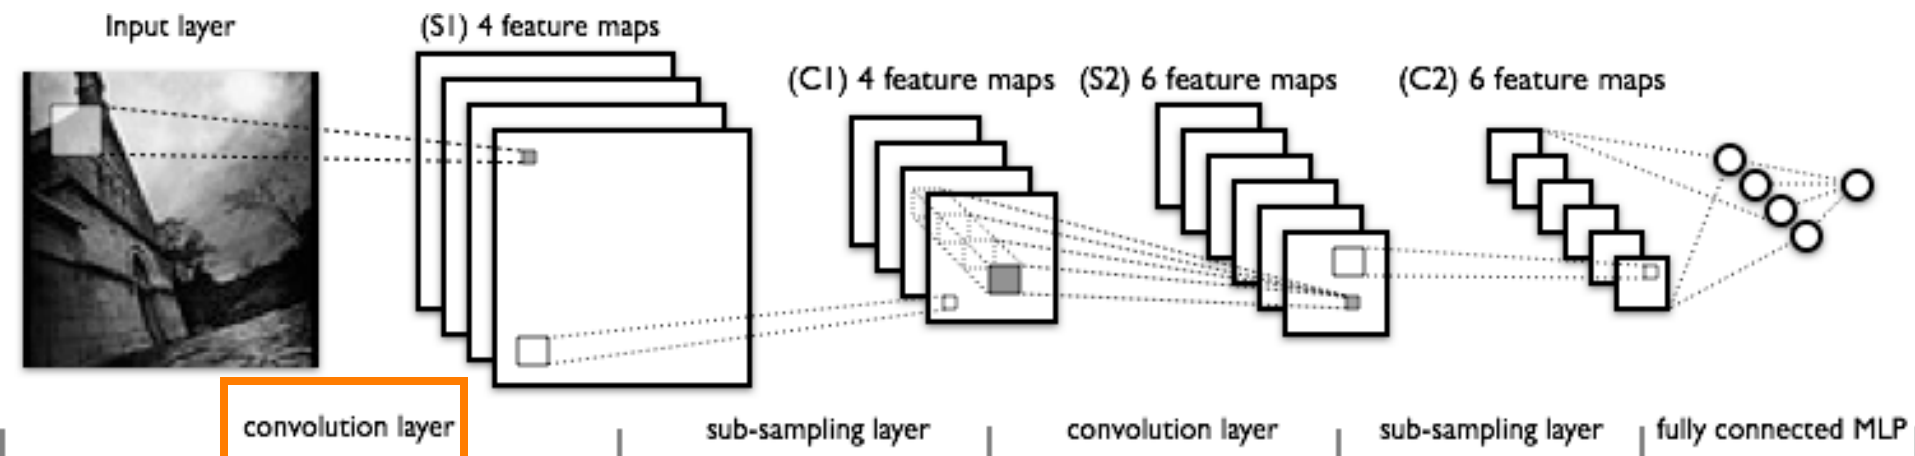 Input layer
(S1) 4 feature maps
(C1) 4 feature maps
(S2) 6 feature maps
(C2) 6 feature maps
convolution layer
sub-sampling layer
convolution layer
sub-sampling layer
fully connected MLP